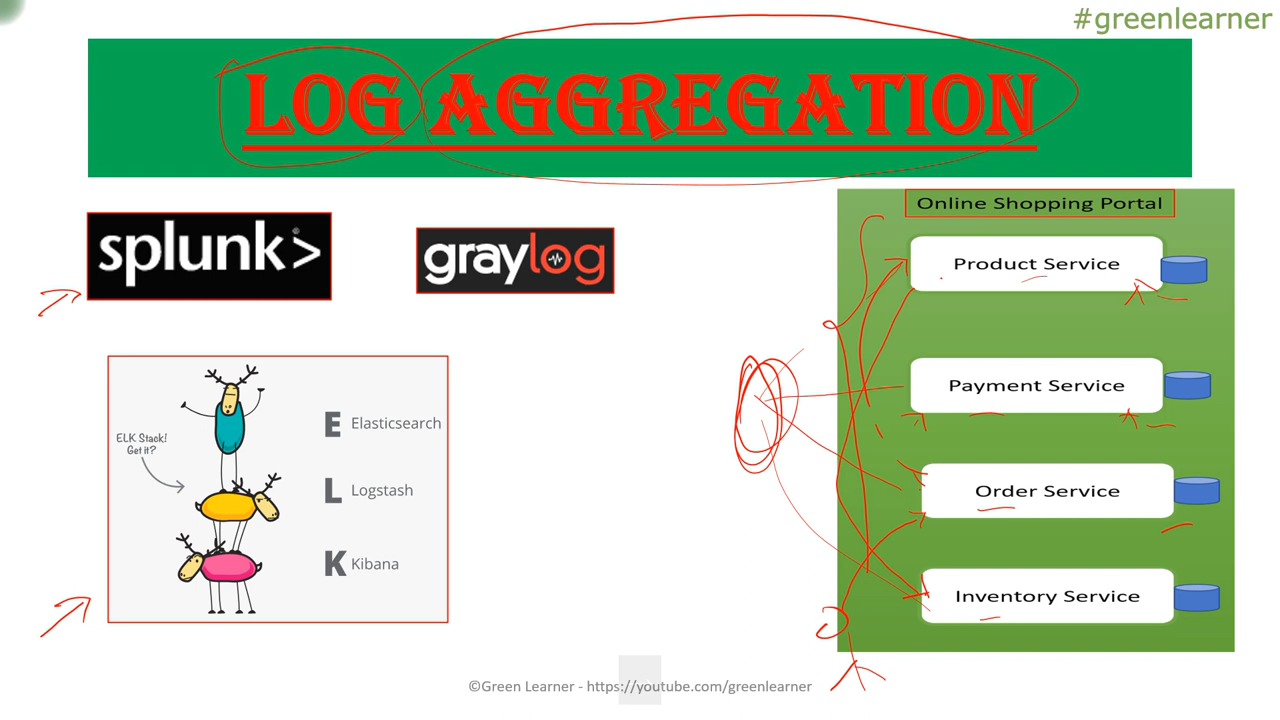 #greenlearner
LOG AGGREGATION
splunk>
graylog
ELK Stack!
Get it?
E Elasticsearch
L Logstash
K Kibana
Online Shopping Portal
Product Service
Payment Service
Order Service
Inventory Service
©Green Learner - https://youtube.com/greenlearner